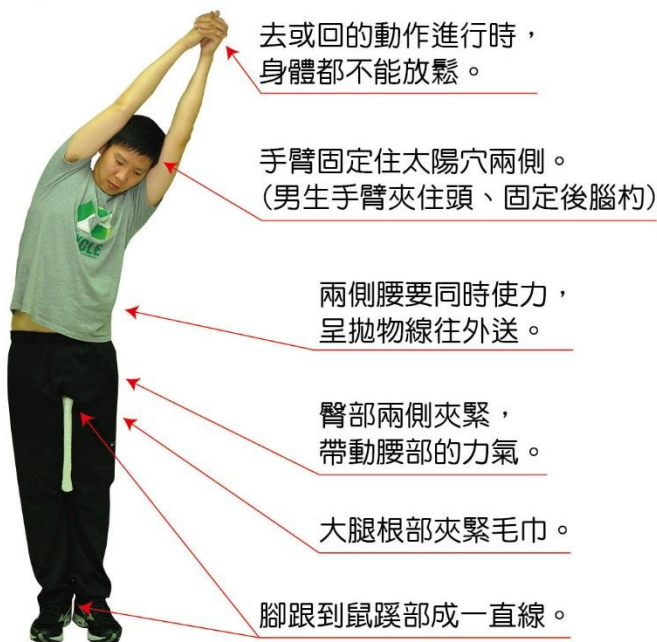 去或回的動作進行時，
身體都不能放鬆。
手臂固定住太陽穴兩側。
(男生手臂夾住頭、固定後腦杓)
兩側腰要同時使力，
呈拋物線往外送。
臀部兩側夾緊，
帶動腰部的力氣。
大腿根部夾緊毛巾。
腳跟到鼠蹊部成一直線。